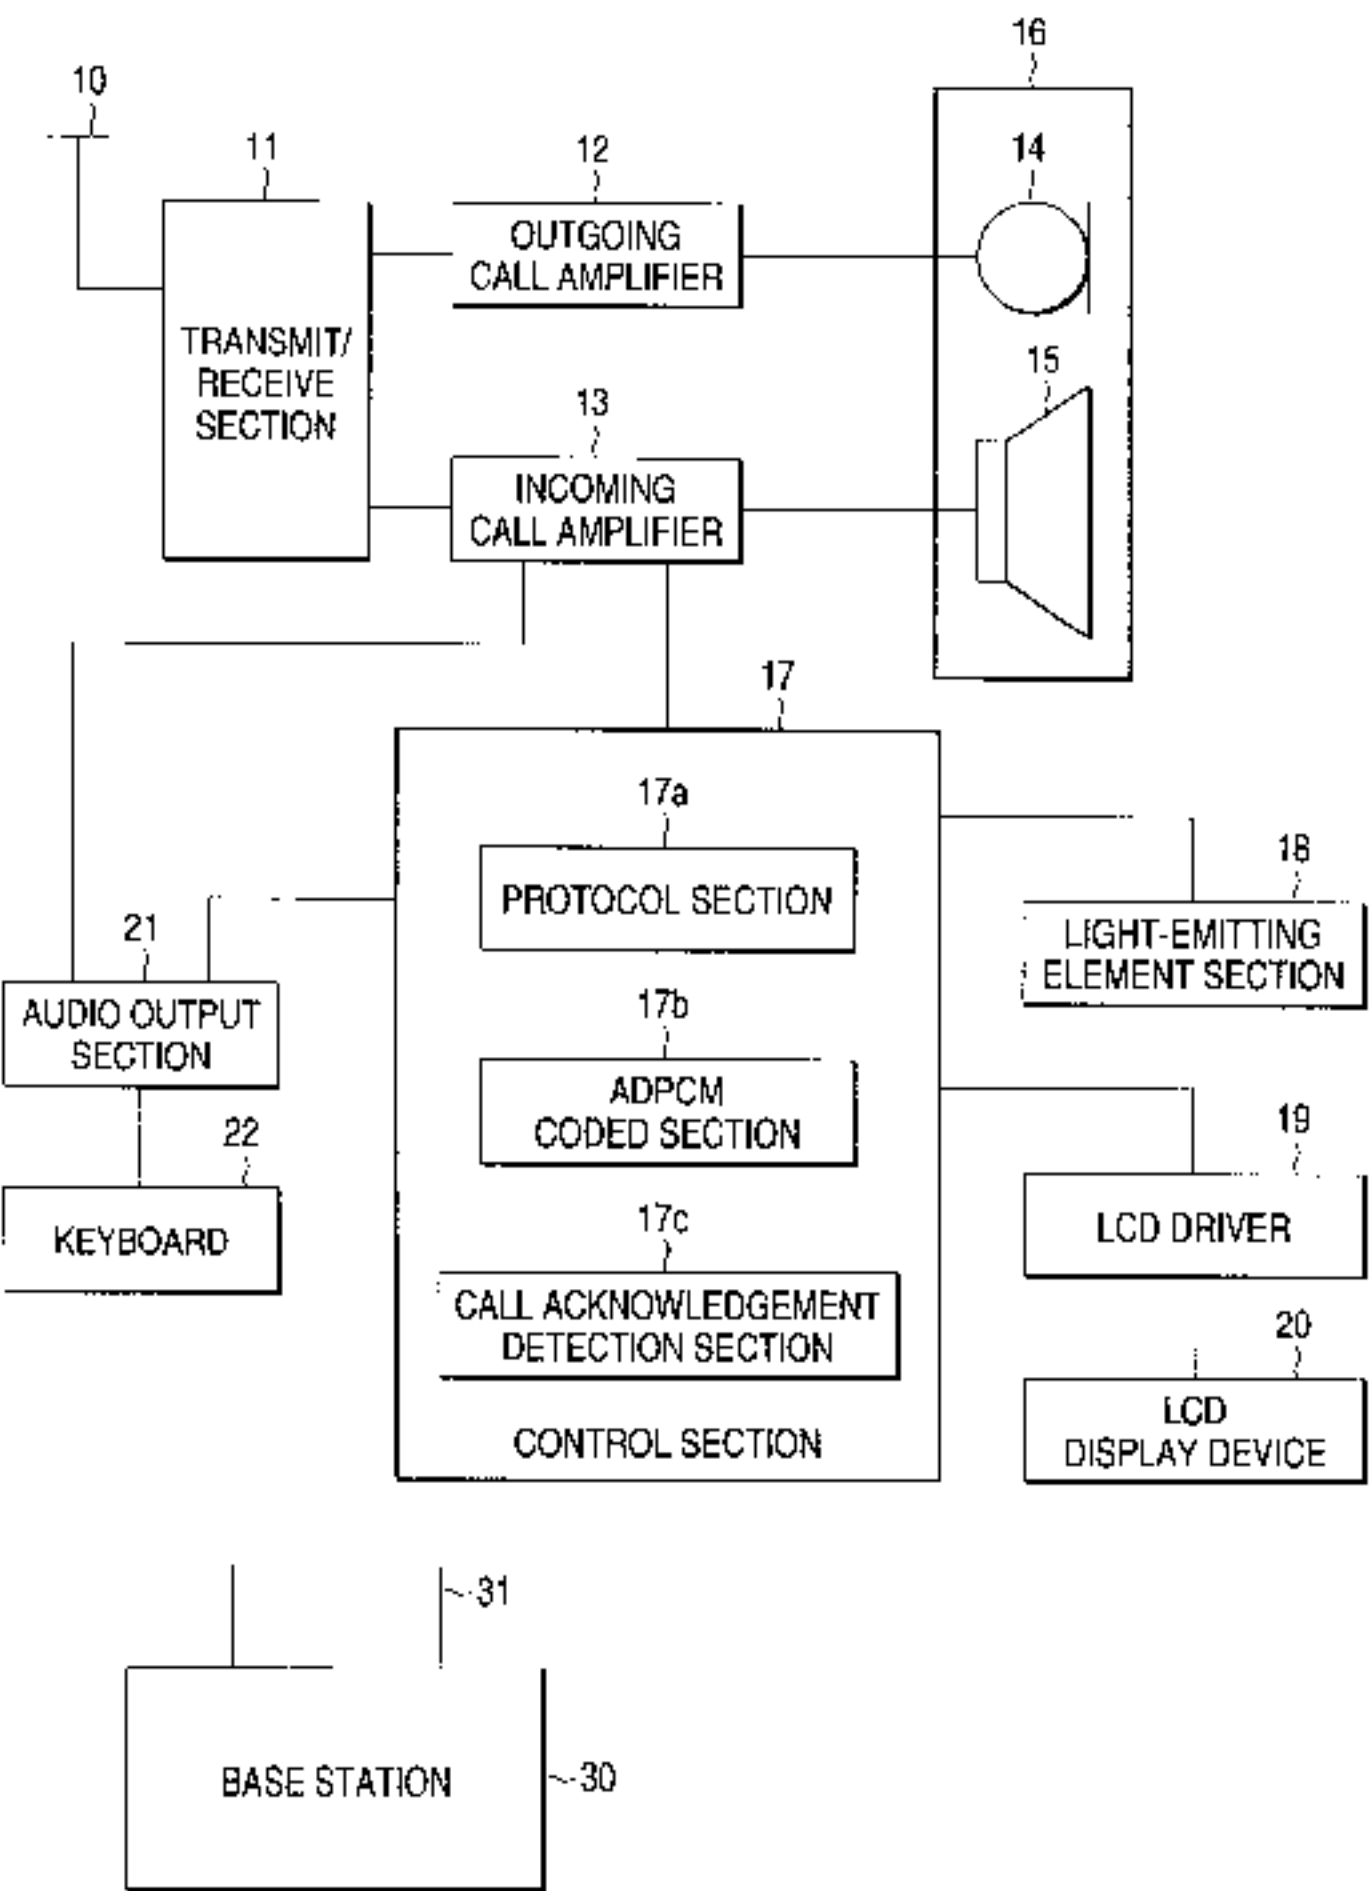 16
10
11
12
14
OUTGOING
CALL AMPLIFIER
TRANSMIT/
RECEIVE
SECTION
15
13
INCOMING
CALL AMPLIFIER
17
17a
PROTOCOL SECTION
18
LIGHT-EMITTING
ELEMENT SECTION
21
AUDIO OUTPUT
SECTION
17b
ADPCM
CODED SECTION
22
KEYBOARD
19
LCD DRIVER
17c
CALL ACKNOWLEDGEMENT
DETECTION SECTION
20
LCD
DISPLAY DEVICE
CONTROL SECTION
31
BASE STATION
30